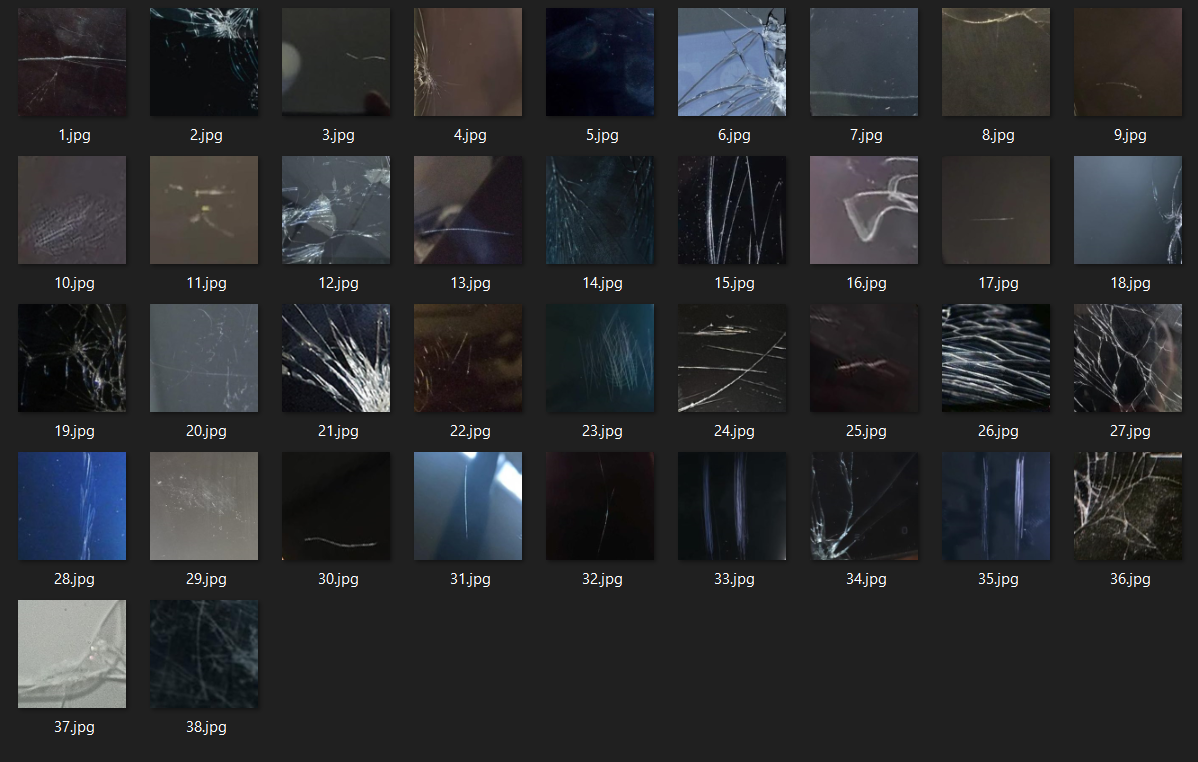 1.jpg 2.jpg 3.jpg 4.jpg 5.jpg 6.jpg 7.jpg 8.jpg 9.jpg
10.jpg 11.jpg 12.jpg 13.jpg 14.jpg 15.jpg 16.jpg 17.jpg 18.jpg
19.jpg 20.jpg 21.jpg 22.jpg 23.jpg 24.jpg 25.jpg 26.jpg 27.jpg
28.jpg 29.jpg 30.jpg 31.jpg 32.jpg 33.jpg 34.jpg 35.jpg 36.jpg
37.jpg 38.jpg